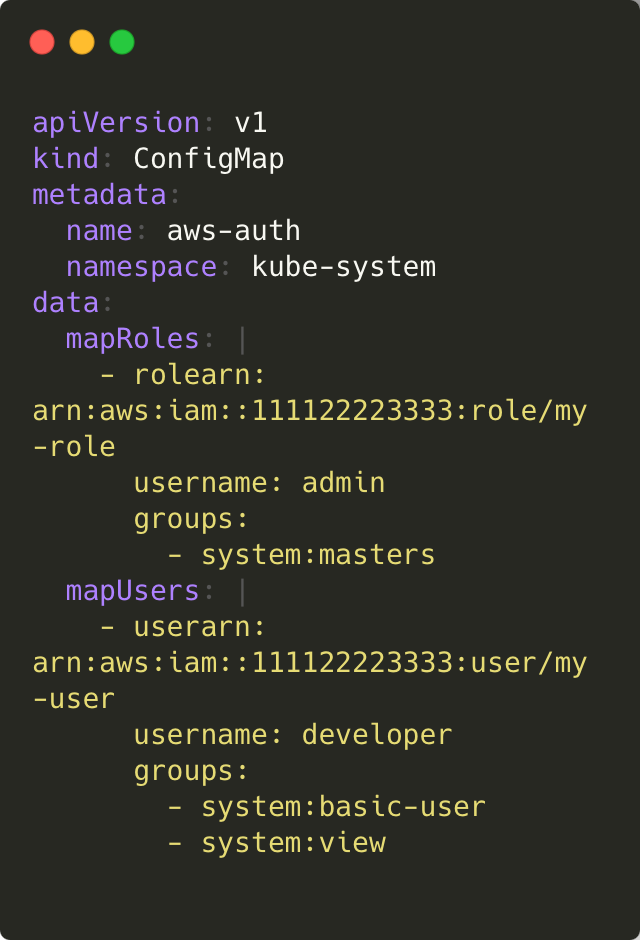 apiVersion: v1
kind: ConfigMap
metadata:
  name: aws-auth
  namespace: kube-system
data:
  mapRoles: |
    - rolearn:
arn:aws:iam::111122223333:role/my
-role
      username: admin
      groups:
        - system:masters
  mapUsers: |
    - userarn:
arn:aws:iam::111122223333:user/my
-user
      username: developer
      groups:
        - system:basic-user
        - system:view